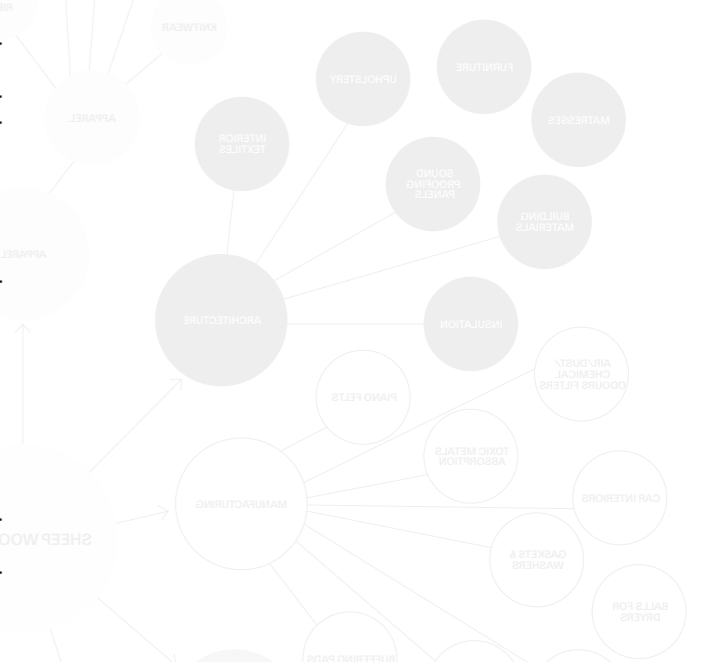 KNITWEAR
UPHOLSTERY
FURNITURE
APPAREL
MATRESSES
INTERIOR
TEXTILES
SOUND
PROOFING
PANELS
BUILDING
MATERIALS
APPAREL
ARCHITECTURE
INSULATION
AIR/DUST/
CHEMICAL
ODOURS FILTERS
PIANO FELTS
TOXIC METALS
ABSORPTION
MANUFACTURING
CAR INTERIORS
SHEEP WOO
GASKETS &
WASHERS
BALLS FOR
DRYERS
BUFFERING PADS